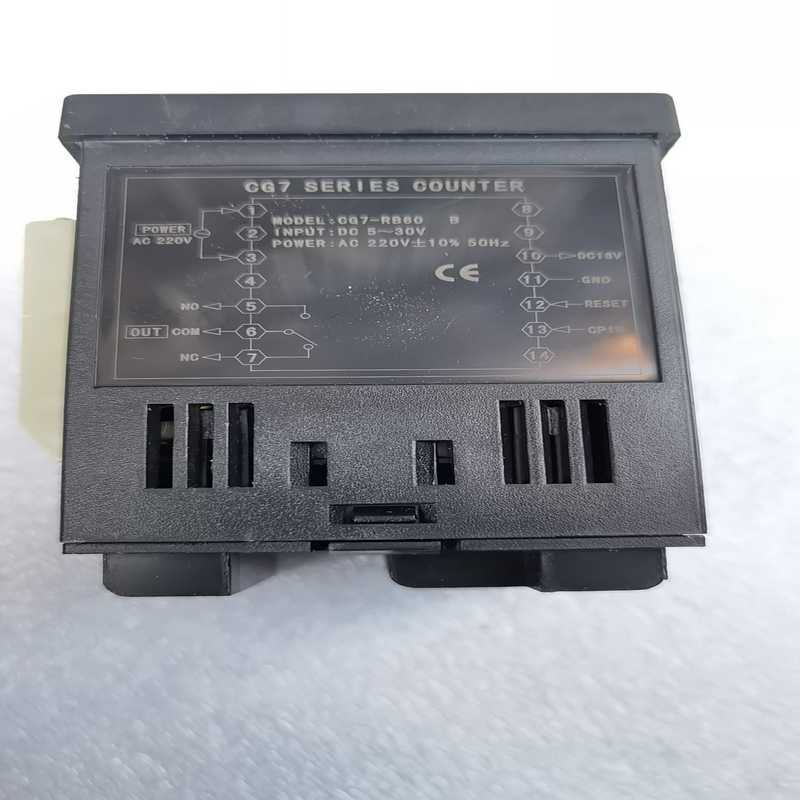 CG7 SERIES COUNTER
1
8
MODEL:CG7-RB60 B
POWER
2
INPUT:DC 5~30V
9
AC 220V
POWER:AC 220V±10% 50Hz
3
10
4
CE
11
GND
NO
5
12
RESET
OUT
COM
6
13
NC
7
14